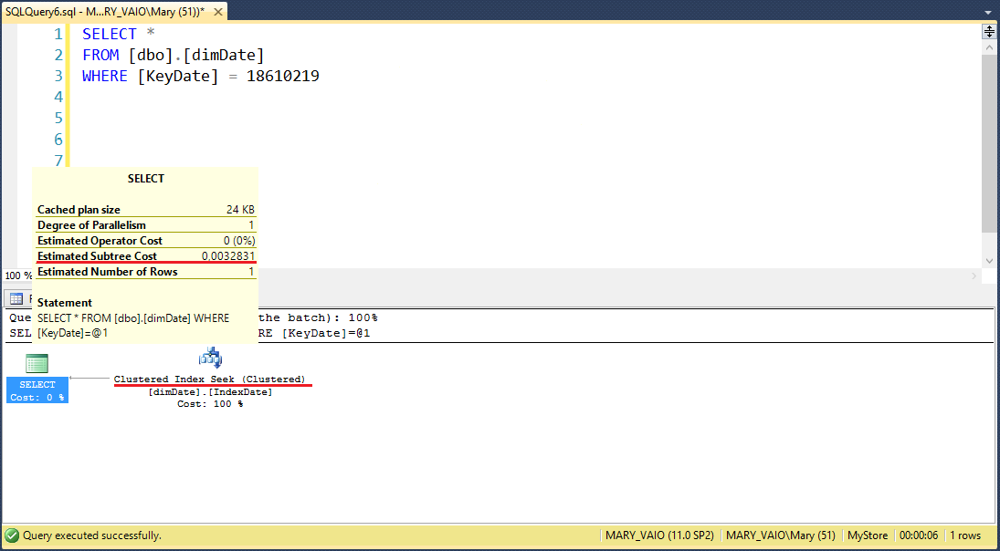 SQLQuery6.sql - M...RY_VAIO\Mary (51))*
1 SELECT *
2 FROM [dbo].[dimDate]
3 WHERE [KeyDate] = 18610219
4
5
6
7
SELECT
Cached plan size 24 KB
Degree of Parallelism 1
Estimated Operator Cost 0 (0%)
Estimated Subtree Cost 0.0032831
Estimated Number of Rows 1
Statement
SELECT * FROM [dbo].[dimDate] WHERE
[KeyDate]=@1
100 %
Que the batch): 100%
SEL RE [KeyDate]=@1
SELECT
Cost: 0 %
Clustered Index Seek (Clustered)
[dimDate].[IndexDate]
Cost: 100 %
Query executed successfully. MARY_VAIO (11.0 SP2) MARY_VAIO\Mary (51) MyStore 00:00:06 1 rows